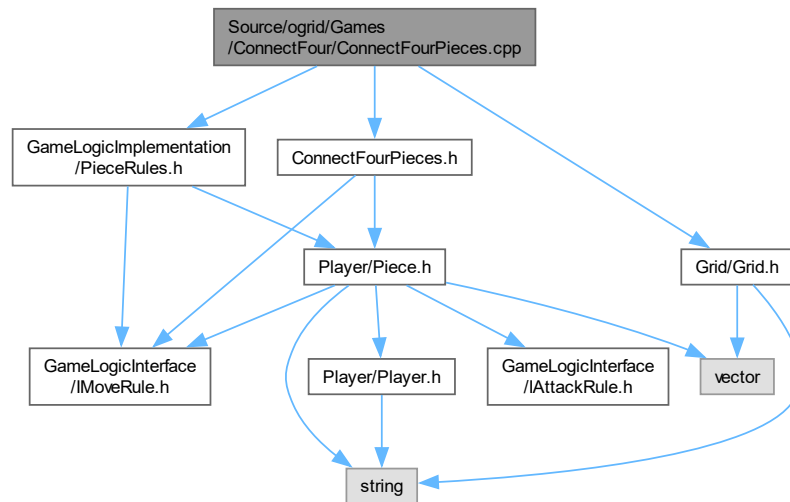 Source/ogrid/Games
/ConnectFour/ConnectFourPieces.cpp
GameLogicImplementation
/PieceRules.h
ConnectFourPieces.h
Player/Piece.h
Grid/Grid.h
GameLogicInterface
/IMoveRule.h
Player/Player.h
GameLogicInterface
/IAttackRule.h
vector
string